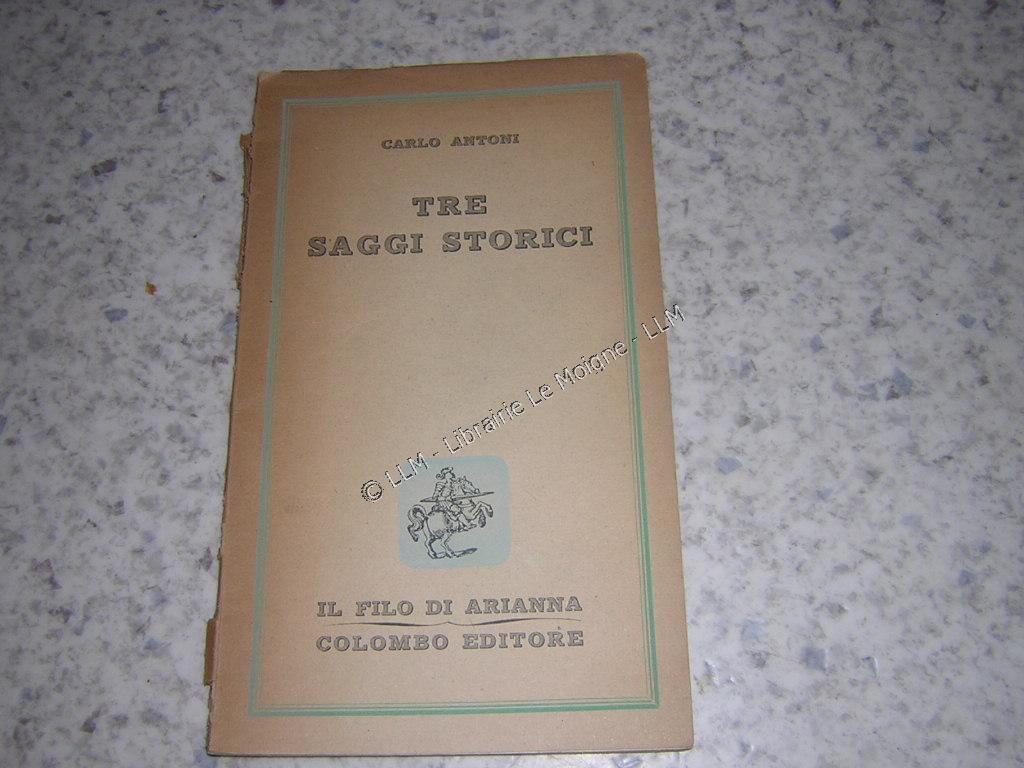 CARLO ANTONI
TRE
SAGGI STORICI
© LLM - Librairie Le Moigne - LLM
IL FILO DI ARIANNA
COLOMBO EDITORE